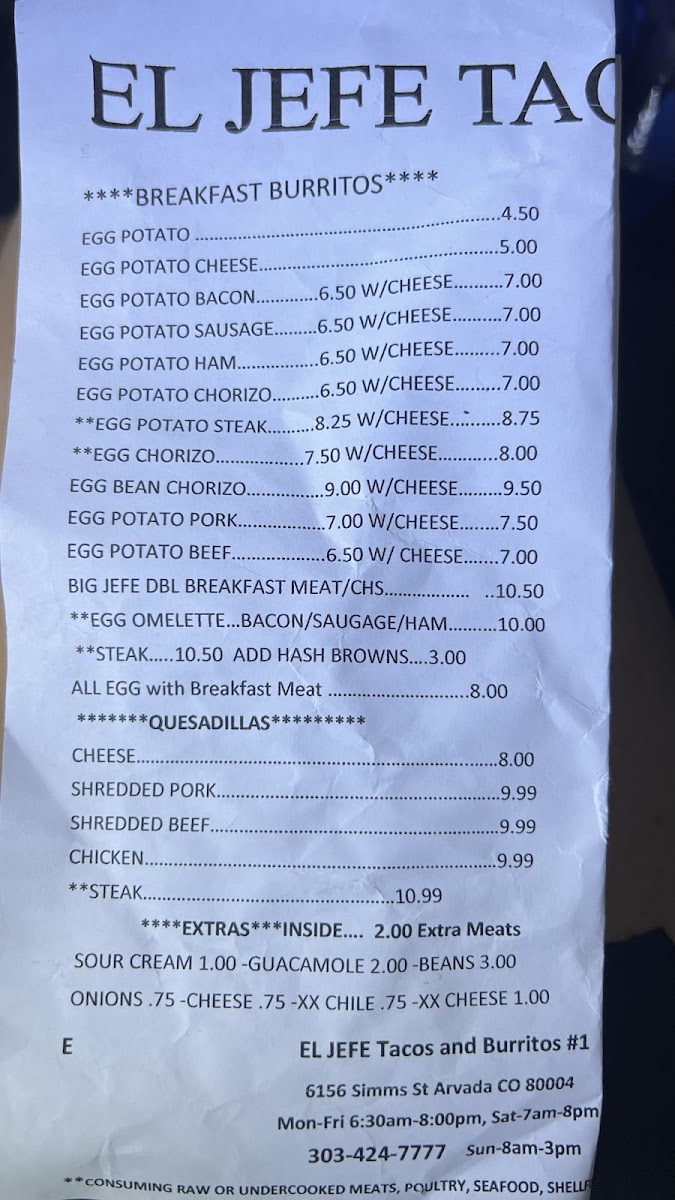 EL JEFE TAC
****BREAKFAST BURRITOS****
EGG POTATO ..........................................................4.50
EGG POTATO CHEESE.............................................5.00
EGG POTATO BACON............6.50 W/CHEESE..........7.00
EGG POTATO SAUSAGE........6.50 W/CHEESE..........7.00
EGG POTATO HAM................6.50 W/CHEESE.........7.00
EGG POTATO CHORIZO.........6.50 W/CHEESE.........7.00
**EGG POTATO STEAK.........8.25 W/CHEESE..........8.75
**EGG CHORIZO.................7.50 W/CHEESE............8.00
EGG BEAN CHORIZO...............9.00 W/CHEESE.........9.50
EGG POTATO PORK.................7.00 W/CHEESE........7.50
EGG POTATO BEEF..................6.50 W/ CHEESE.......7.00
BIG JEFE DBL BREAKFAST MEAT/CHS................. ..10.50
**EGG OMELETTE...BACON/SAUGAGE/HAM.........10.00
**STEAK.....10.50 ADD HASH BROWNS....3.00
ALL EGG with Breakfast Meat ...........................8.00
*******QUESADILLAS*********
CHEESE.....................................................................8.00
SHREDDED PORK......................................................9.99
SHREDDED BEEF.......................................................9.99
CHICKEN...................................................................9.99
**STEAK................................................10.99
****EXTRAS***INSIDE.... 2.00 Extra Meats
SOUR CREAM 1.00 -GUACAMOLE 2.00 -BEANS 3.00
ONIONS .75 -CHEESE .75 -XX CHILE .75 -XX CHEESE 1.00
E EL JEFE Tacos and Burritos #1
6156 Simms St Arvada CO 80004
Mon-Fri 6:30am-8:00pm, Sat-7am-8pm
303-424-7777 Sun-8am-3pm
**CONSUMING RAW OR UNDERCOOKED MEATS, POULTRY, SEAFOOD, SHELLF